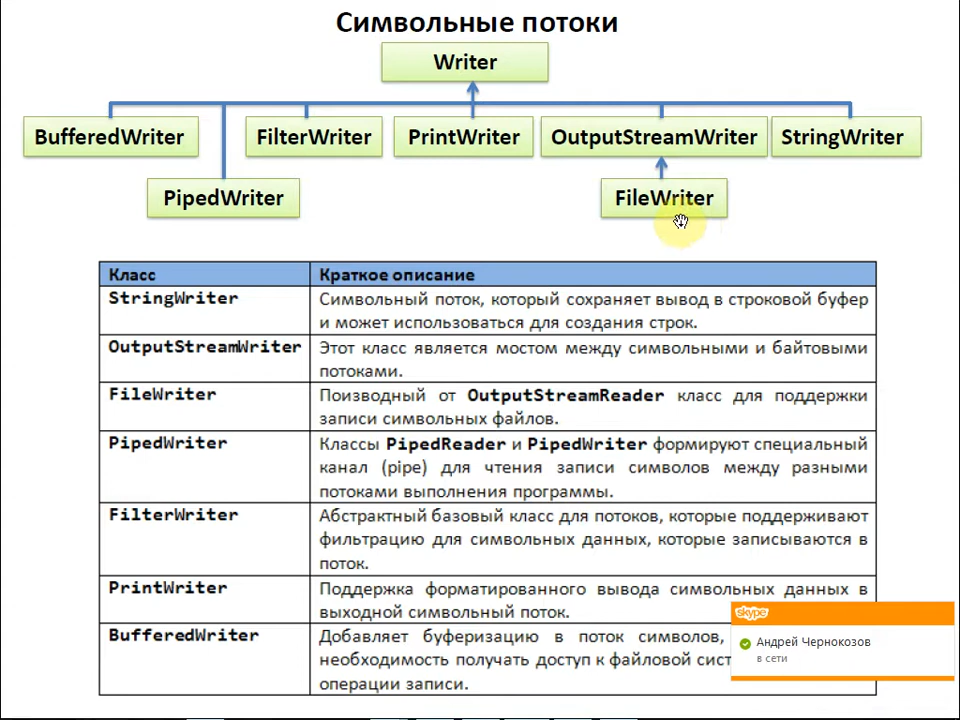 Символьные потоки
Writer
BufferedWriter
FilterWriter
PrintWriter
OutputStreamWriter
StringWriter
PipedWriter
FileWriter
Класс
Краткое описание
StringWriter
Символьный поток, который сохраняет вывод в строковой буфер
и может использоваться для создания строк.
OutputStreamWriter
Этот класс является мостом между символьными и байтовыми
потоками.
FileWriter
Поизводный от OutputStreamReader класс для поддержки
записи символьных файлов.
PipedWriter
Классы PipedReader и PipedWriter формируют специальный
канал (pipe) для чтения записи символов между разными
потоками выполнения программы.
FilterWriter
Абстрактный базовый класс для потоков, которые поддерживают
фильтрацию для символьных данных, которые записываются в
поток.
PrintWriter
Поддержка форматированного вывода символьных данных в
выходной символьный поток.
BufferedWriter
Добавляет буферизацию в поток символов,
необходимость получать доступ к файловой
операции записи.
skype
Андрей Чернокозов
в сети